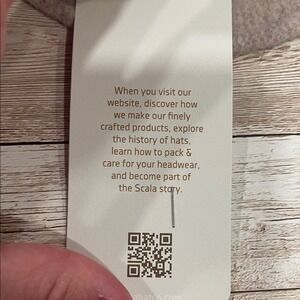 When you visit our
website, discover how
we make our finely
crafted products, explore
the history of hats,
learn how to pack &
care for your headwear,
and become part of
the Scala story.